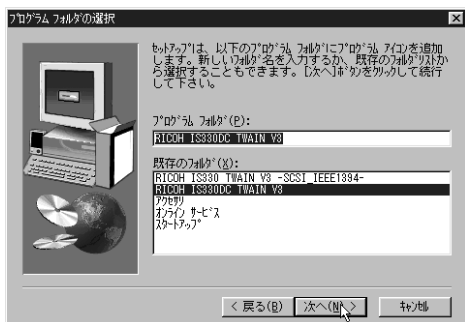 ﾌﾟﾛｸﾞﾗﾑ ﾌｫﾙﾀﾞの選択
ｾｯﾄｱｯﾌﾟは、以下のﾌﾟﾛｸﾞﾗﾑ ﾌｫﾙﾀﾞにﾌﾟﾛｸﾞﾗﾑ ｱｲｺﾝを追加
します。新しいﾌｫﾙﾀﾞ名を入力するか、既存のﾌｫﾙﾀﾞﾘｽﾄか
ら選択することもできます。[次へ]ﾎﾞﾀﾝをｸﾘｯｸして続行
して下さい。
ﾌﾟﾛｸﾞﾗﾑ ﾌｫﾙﾀﾞ(P):
RICOH IS330DC TWAIN V3
既存のﾌｫﾙﾀﾞ(X):
RICOH IS330 TWAIN V3 -SCSI_IEEE1394-
RICOH IS330DC TWAIN V3
ｱｸｾｻﾘ
ｵﾝﾗｲﾝ ｻｰﾋﾞｽ
ｽﾀｰﾄｱｯﾌﾟ
< 戻る(B)
次へ(N) >
ｷｬﾝｾﾙ